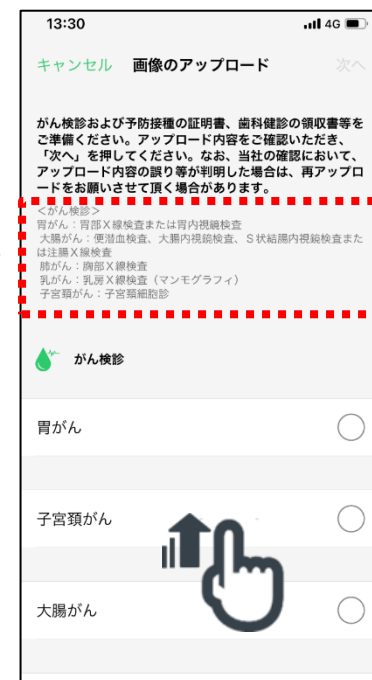 13:30
4G
キャンセル 画像のアップロード 次へ
がん検診および予防接種の証明書、歯科健診の領収書等を
ご準備ください。アップロード内容をご確認いただき、
「次へ」を押してください。なお、当社の確認において、
アップロード内容の誤り等が判明した場合は、再アップロ
ードをお願いさせて頂く場合があります。
＜がん検診＞
胃がん：胃部Ｘ線検査または胃内視鏡検査
大腸がん：便潜血検査、大腸内視鏡検査、Ｓ状結腸内視鏡検査また
は注腸Ｘ線検査
肺がん：胸部Ｘ線検査
乳がん：乳房Ｘ線検査（マンモグラフィ）
子宮頚がん：子宮頚細胞診
がん検診
胃がん
子宮頚がん
大腸がん